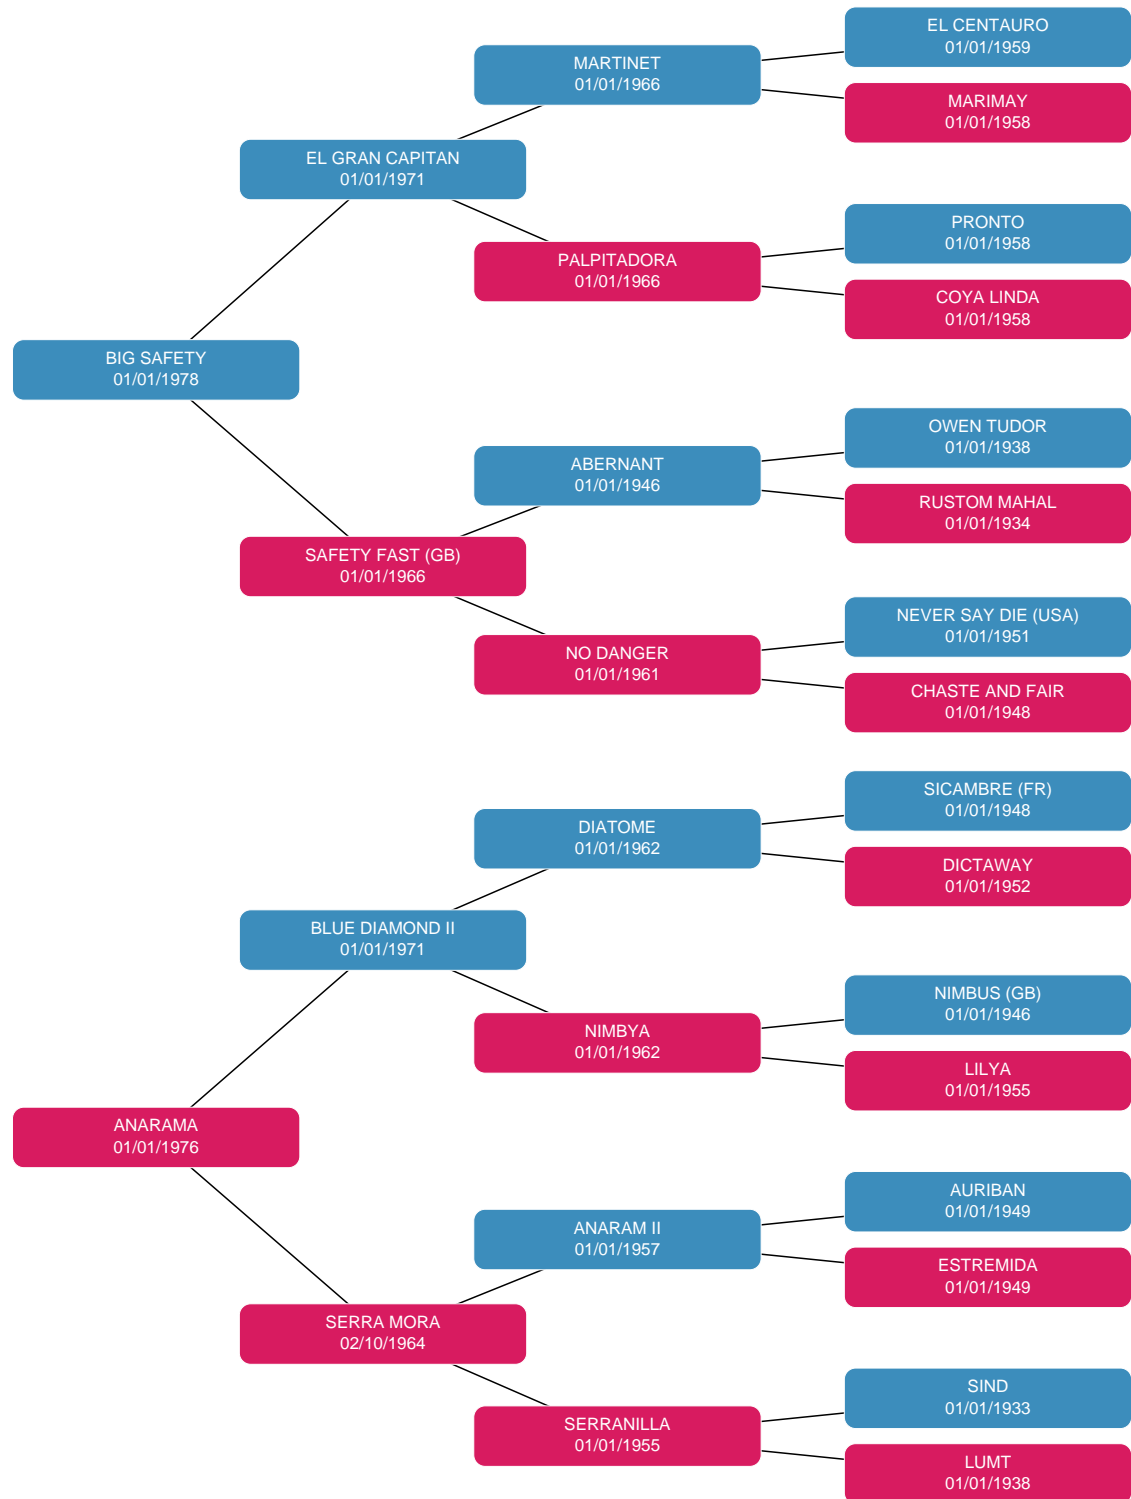 EL CENTAURO
01/01/1959
MARTINET
01/01/1966
MARIMAY
01/01/1958
EL GRAN CAPITAN
01/01/1971
PRONTO
01/01/1958
PALPITADORA
01/01/1966
COYA LINDA
01/01/1958
BIG SAFETY
01/01/1978
OWEN TUDOR
01/01/1938
ABERNANT
01/01/1946
RUSTOM MAHAL
01/01/1934
SAFETY FAST (GB)
01/01/1966
NEVER SAY DIE (USA)
01/01/1951
NO DANGER
01/01/1961
CHASTE AND FAIR
01/01/1948
SICAMBRE (FR)
01/01/1948
DIATOME
01/01/1962
DICTAWAY
01/01/1952
BLUE DIAMOND II
01/01/1971
NIMBUS (GB)
01/01/1946
NIMBYA
01/01/1962
LILYA
01/01/1955
ANARAMA
01/01/1976
AURIBAN
01/01/1949
ANARAM II
01/01/1957
ESTREMIDA
01/01/1949
SERRA MORA
02/10/1964
SIND
01/01/1933
SERRANILLA
01/01/1955
LUMT
01/01/1938